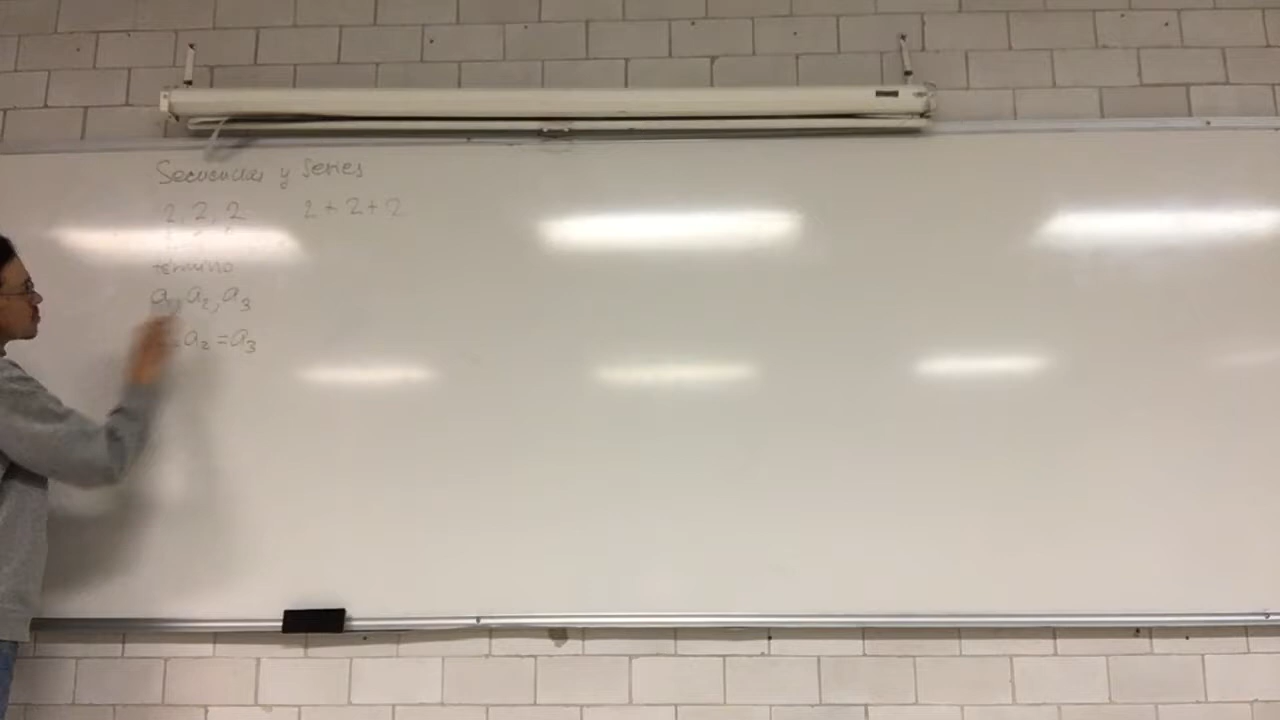 Secuencias y Series
2, 2, 2 2 + 2 + 2
término
a₁, a₂, a₃
a₂ = a₃